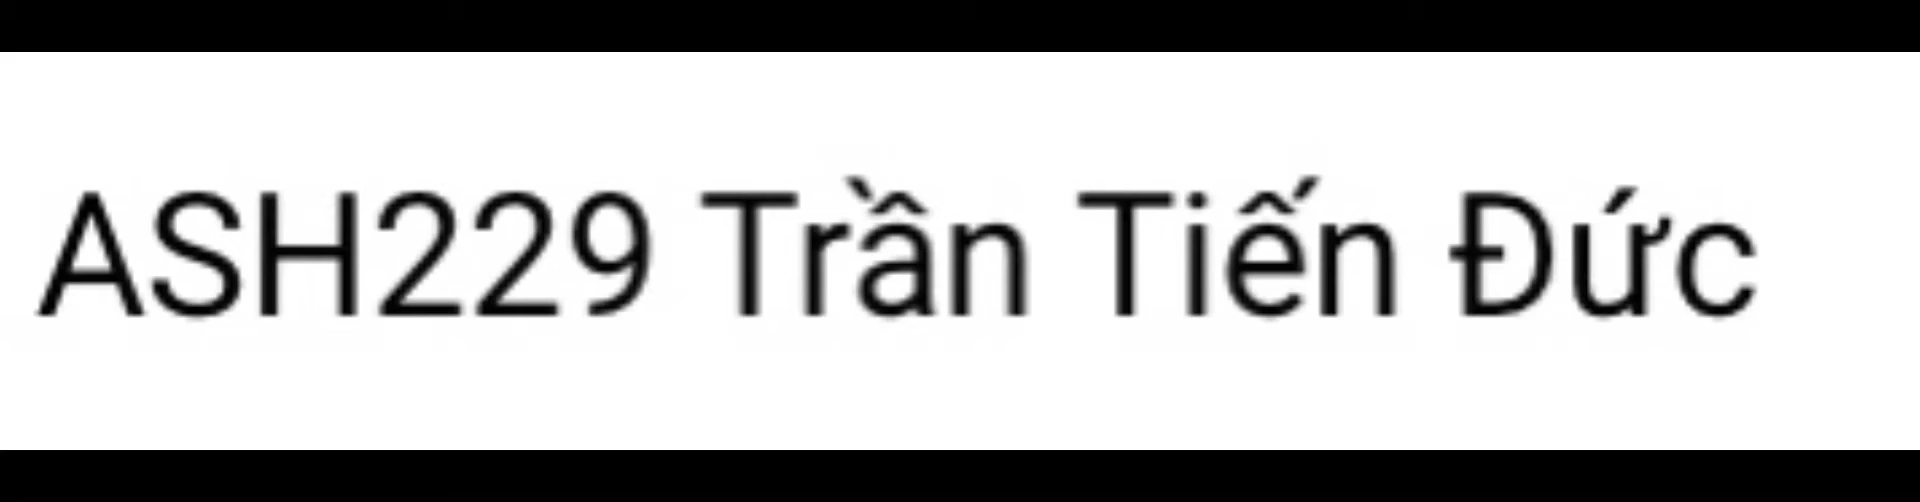 ASH229 Trần Tiến Đức